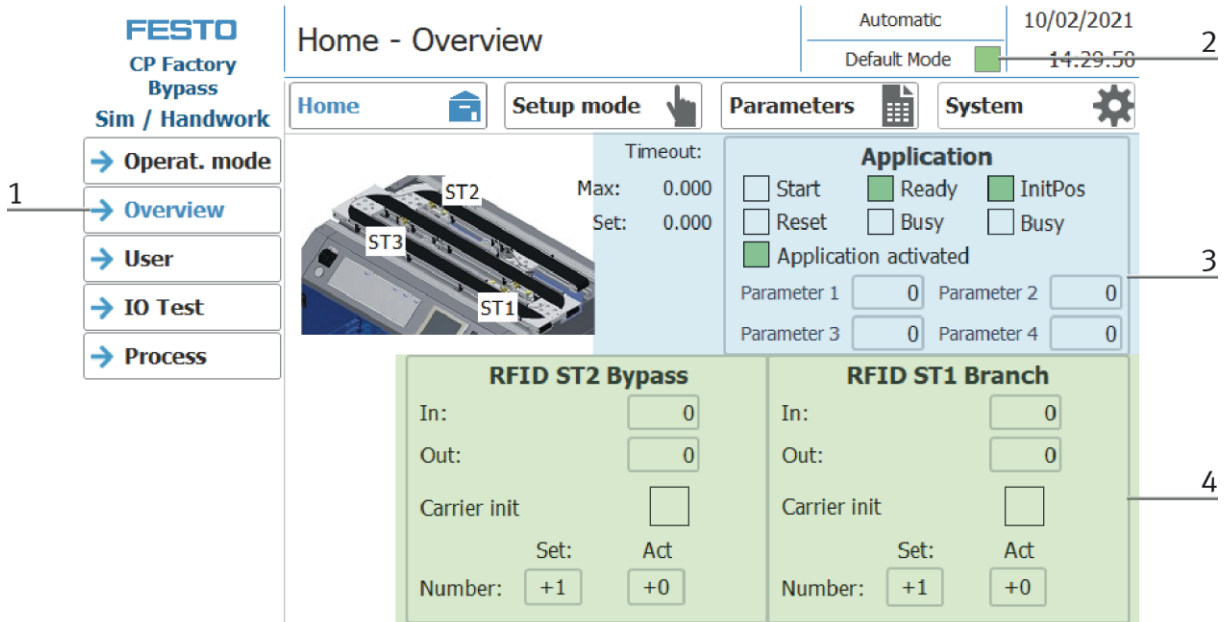 FESTO
CP Factory
Bypass
Sim / Handwork
Home - Overview
Automatic
10/02/2021
Default Mode
14:29:50
2
Home
Setup mode
Parameters
System
1
Operat. mode
Overview
User
IO Test
Process
ST2
ST3
ST1
Timeout:
Max: 0.000
Set: 0.000
Application
Start Ready InitPos
Reset Busy Busy
Application activated
3
Parameter 1 0 Parameter 2 0
Parameter 3 0 Parameter 4 0
RFID ST2 Bypass
In: 0
Out: 0
Carrier init
Set: Act
Number: +1 +0
RFID ST1 Branch
In: 0
Out: 0
Carrier init
Set: Act
Number: +1 +0
4